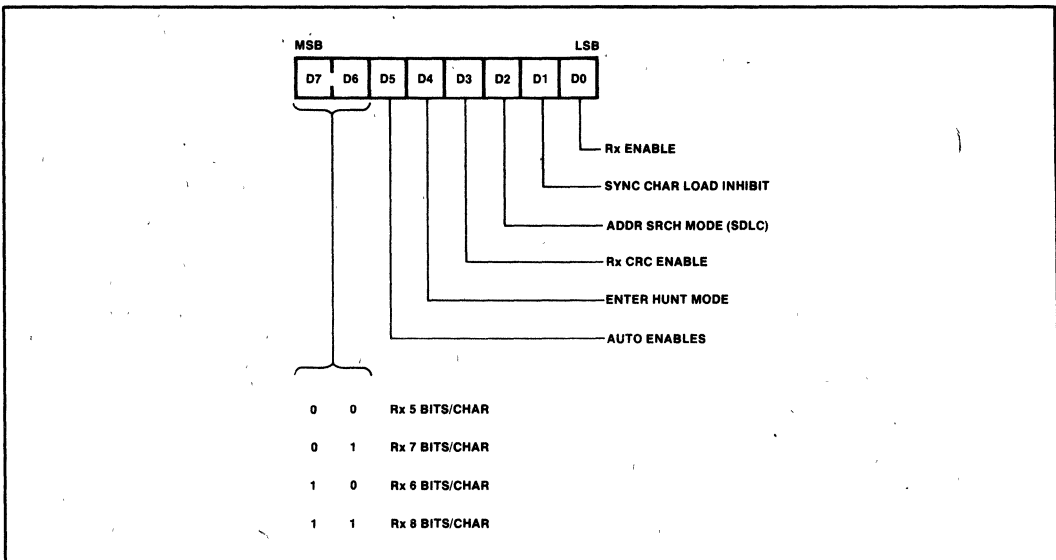 MSB LSB
D7 D6 D5 D4 D3 D2 D1 D0
Rx ENABLE
SYNC CHAR LOAD INHIBIT
ADDR SRCH MODE (SDLC)
Rx CRC ENABLE
ENTER HUNT MODE
AUTO ENABLES
0 0 Rx 5 BITS/CHAR
0 1 Rx 7 BITS/CHAR
1 0 Rx 6 BITS/CHAR
1 1 Rx 8 BITS/CHAR